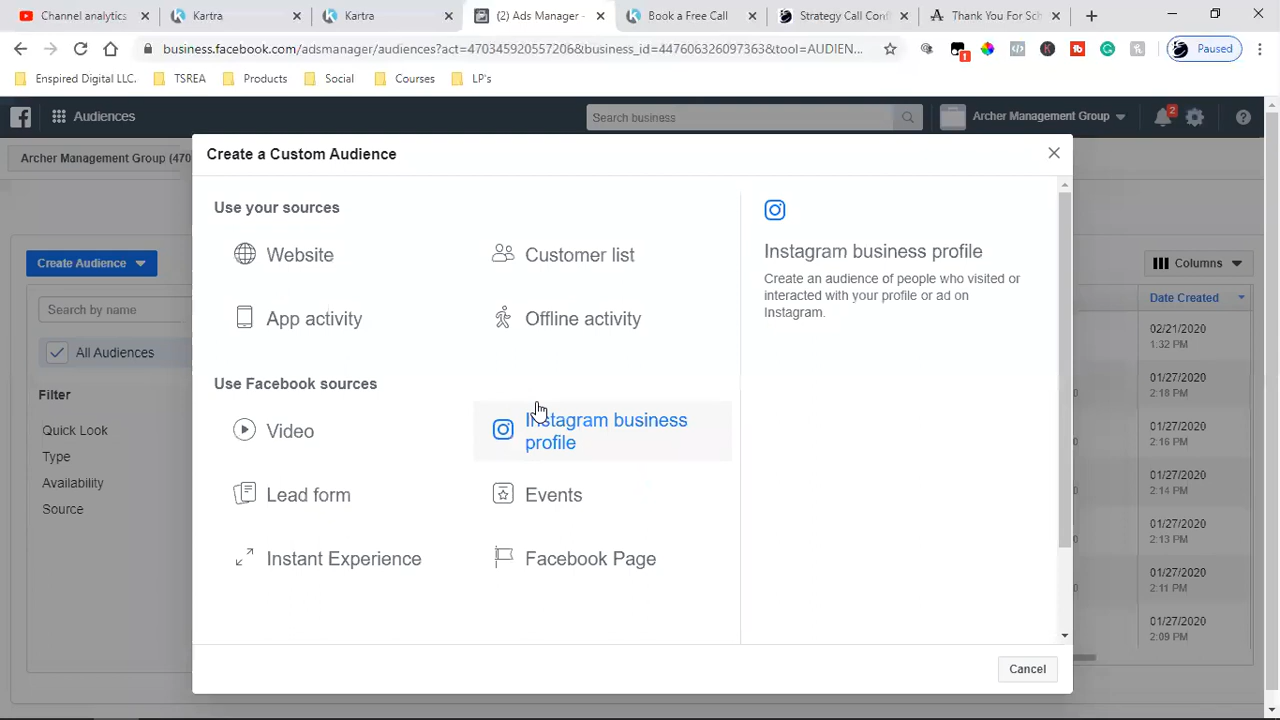 Channel analytics
Kartra
Kartra
(2) Ads Manager -
Book a Free Call
Strategy Call Conf
Thank You For Sch
business.facebook.com/adsmanager/audiences?act=470345920557206&business_id=447606326097363&tool=AUDIEN...
Paused
Enspired Digital LLC.
TSREA
Products
Social
Courses
LP's
Audiences
Search business
Archer Management Group
2
Archer Management Group (470
Create a Custom Audience
Use your sources
Website
Customer list
App activity
Offline activity
Use Facebook sources
Video
Instagram business profile
Lead form
Events
Instant Experience
Facebook Page
Instagram business profile
Create an audience of people who visited or
interacted with your profile or ad on
Instagram.
Cancel
Create Audience
Search by name
All Audiences
Filter
Quick Look
Type
Availability
Source
Columns
Date Created
02/21/2020
1:32 PM
01/27/2020
2:18 PM
01/27/2020
2:16 PM
01/27/2020
2:14 PM
01/27/2020
2:13 PM
01/27/2020
2:11 PM
01/27/2020
2:09 PM